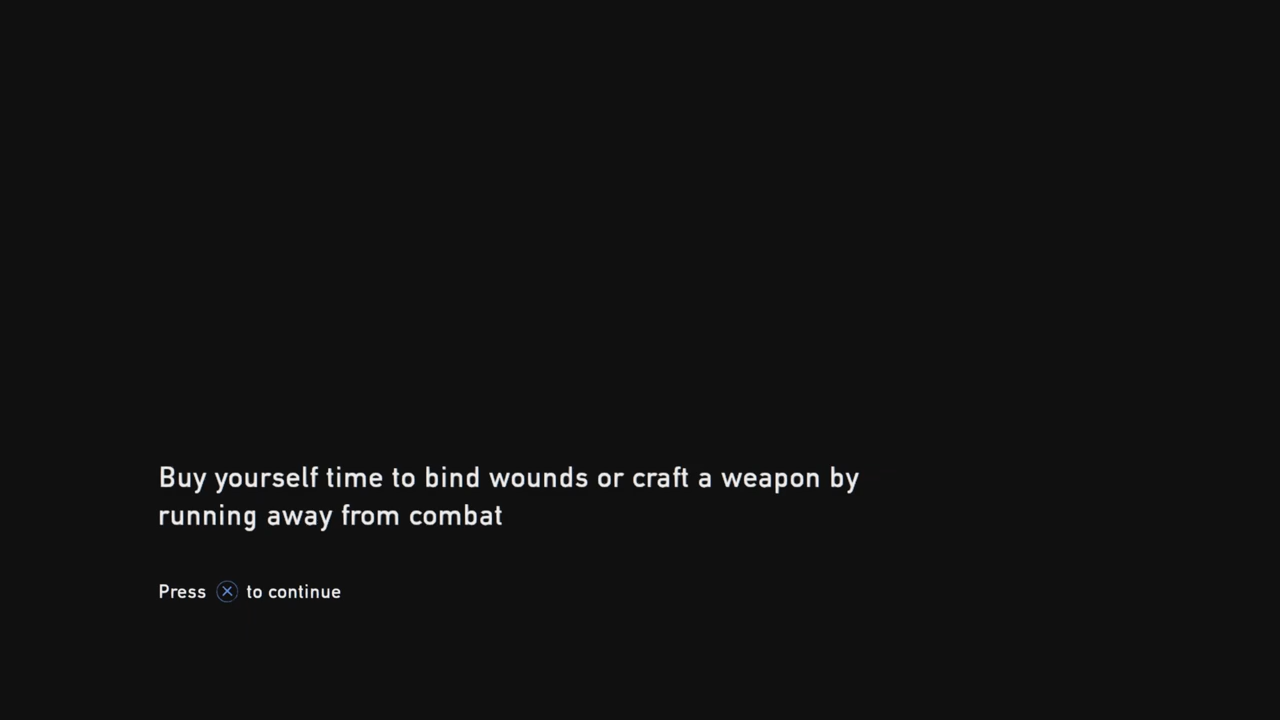 Buy yourself time to bind wounds or craft a weapon by
running away from combat
Press ⓧ to continue